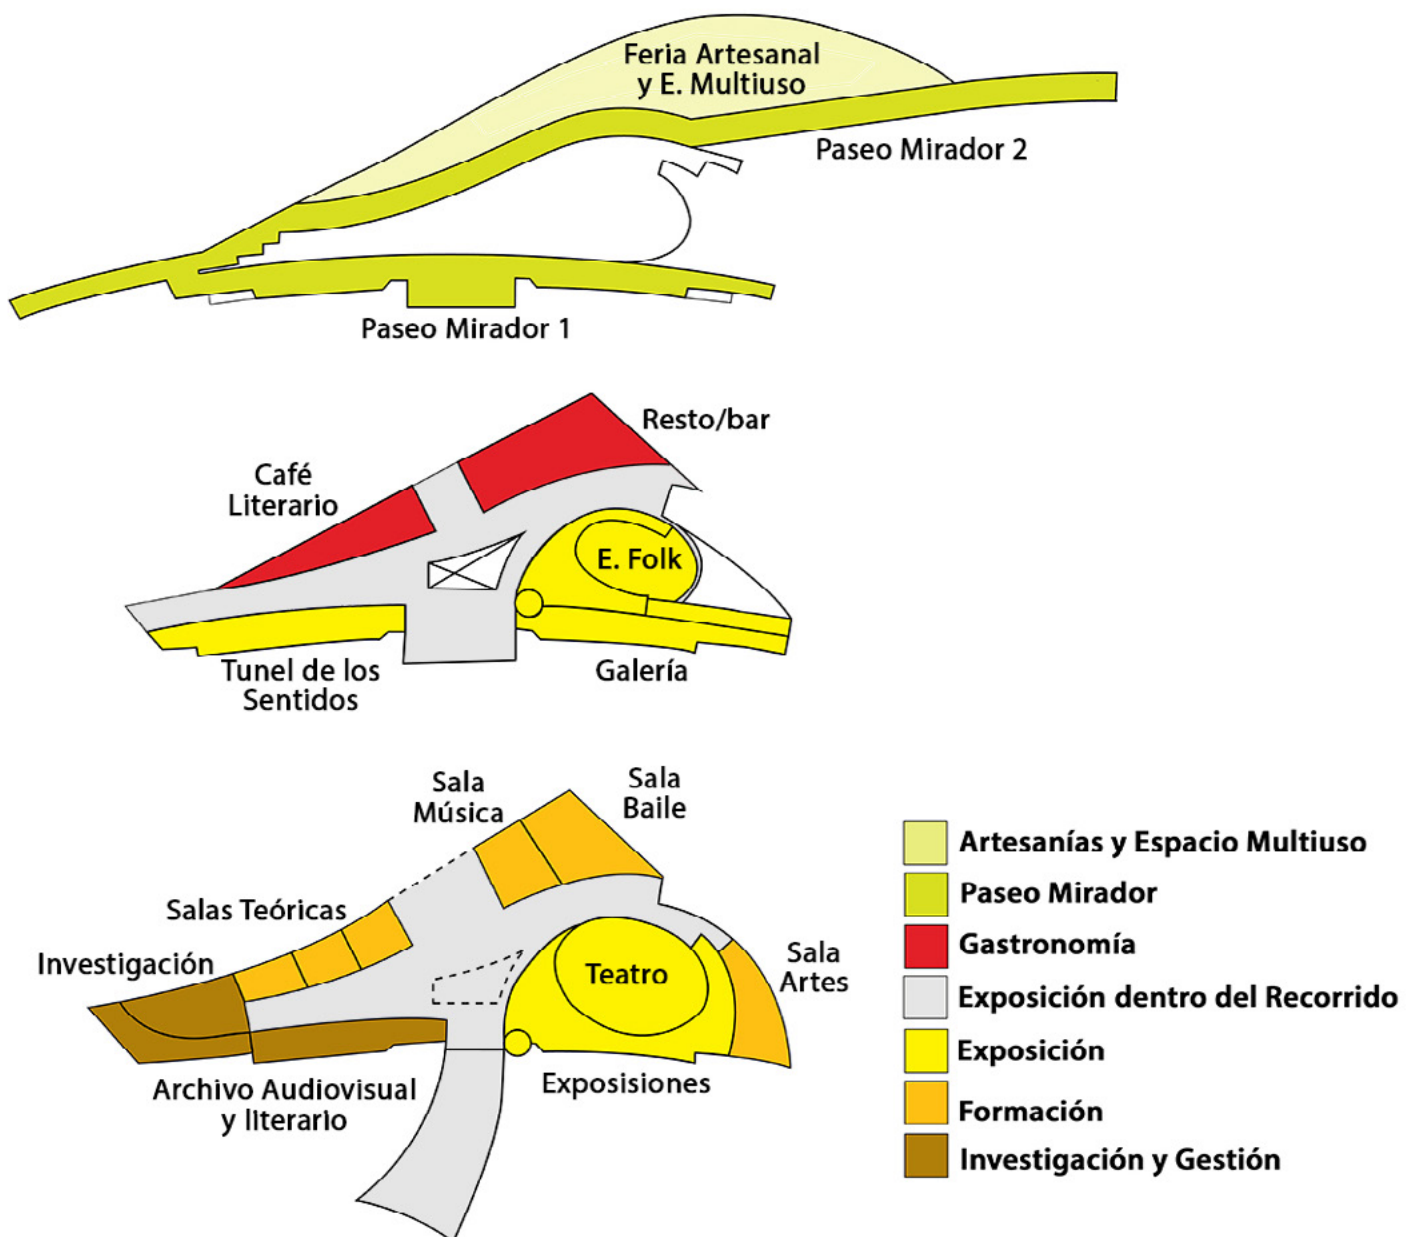 Feria Artesanal
y E. Multiuso
Paseo Mirador 2
Paseo Mirador 1
Resto/bar
Café
Literario
E. Folk
Tunel de los
Sentidos
Galería
Sala
Música
Sala
Baile
Salas Teóricas
Investigación
Teatro
Sala
Artes
Archivo Audiovisual
y literario
Exposisiones
Artesanías y Espacio Multiuso
Paseo Mirador
Gastronomía
Exposición dentro del Recorrido
Exposición
Formación
Investigación y Gestión